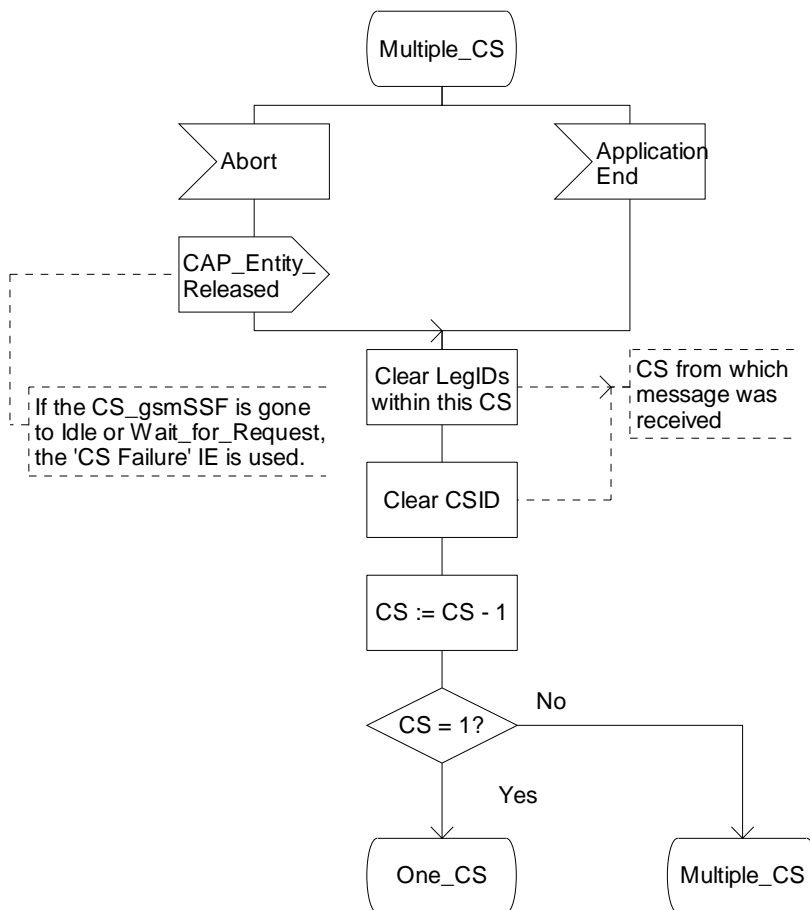 Multiple_CS
Abort
Application
End
CAP_Entity_
Released
Clear LegIDs
within this CS
CS from which
message was
received
If the CS_gsmSSF is gone
to Idle or Wait_for_Request,
the 'CS Failure' IE is used.
Clear CSID
CS := CS - 1
CS = 1?
No
Yes
One_CS
Multiple_CS